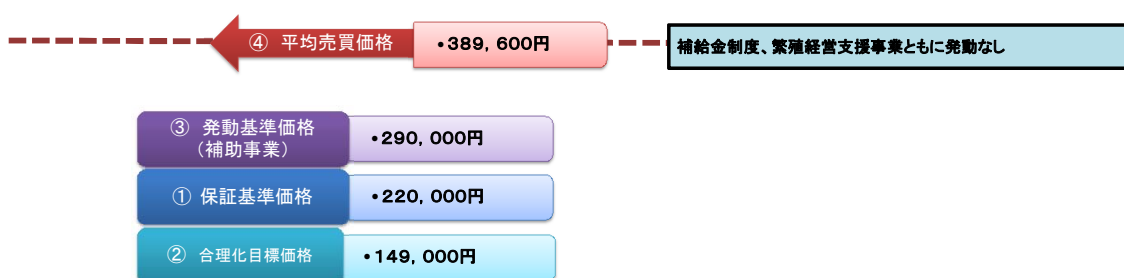 ④ 平均売買価格
•389, 600円
補給金制度、繁殖経営支援事業ともに発動なし
③ 発動基準価格
（補助事業）
•290, 000円
① 保証基準価格
•220, 000円
② 合理化目標価格
•149, 000円